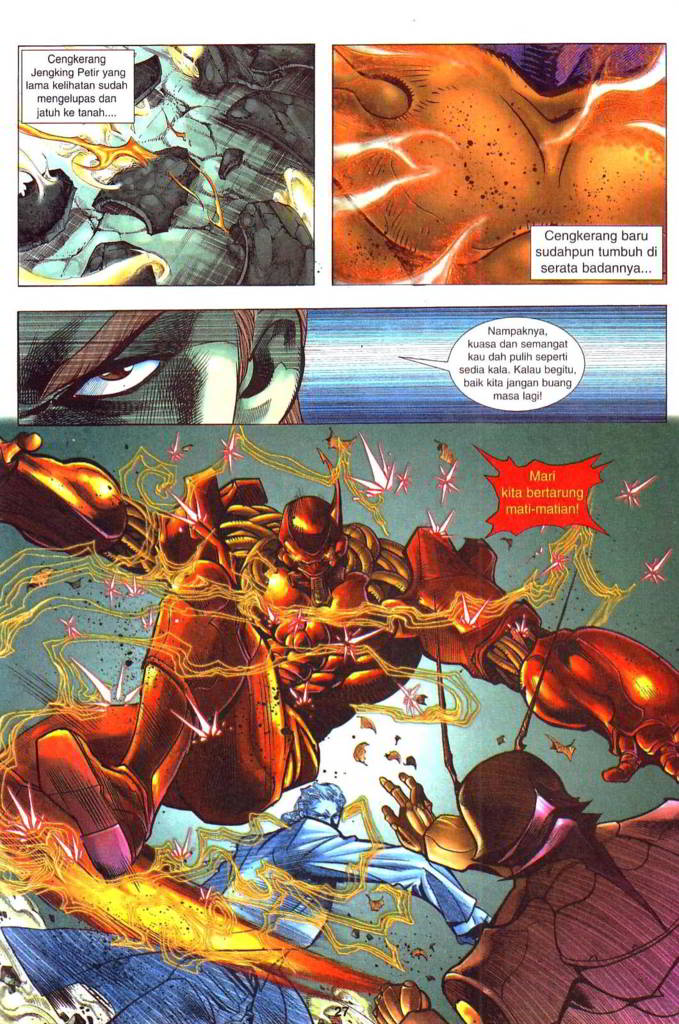 Cengkerang
Jengking Petir yang
lama kelihatan sudah
mengelupas dan
jatuh ke tanah....
Cengkerang baru
sudahpun tumbuh di
serata badannya...
Nampaknya,
kuasa dan semangat
kau dah pulih seperti
sedia kala. Kalau begitu,
baik kita jangan buang
masa lagi!
Mari
kita bertarung
mati-matian!
27